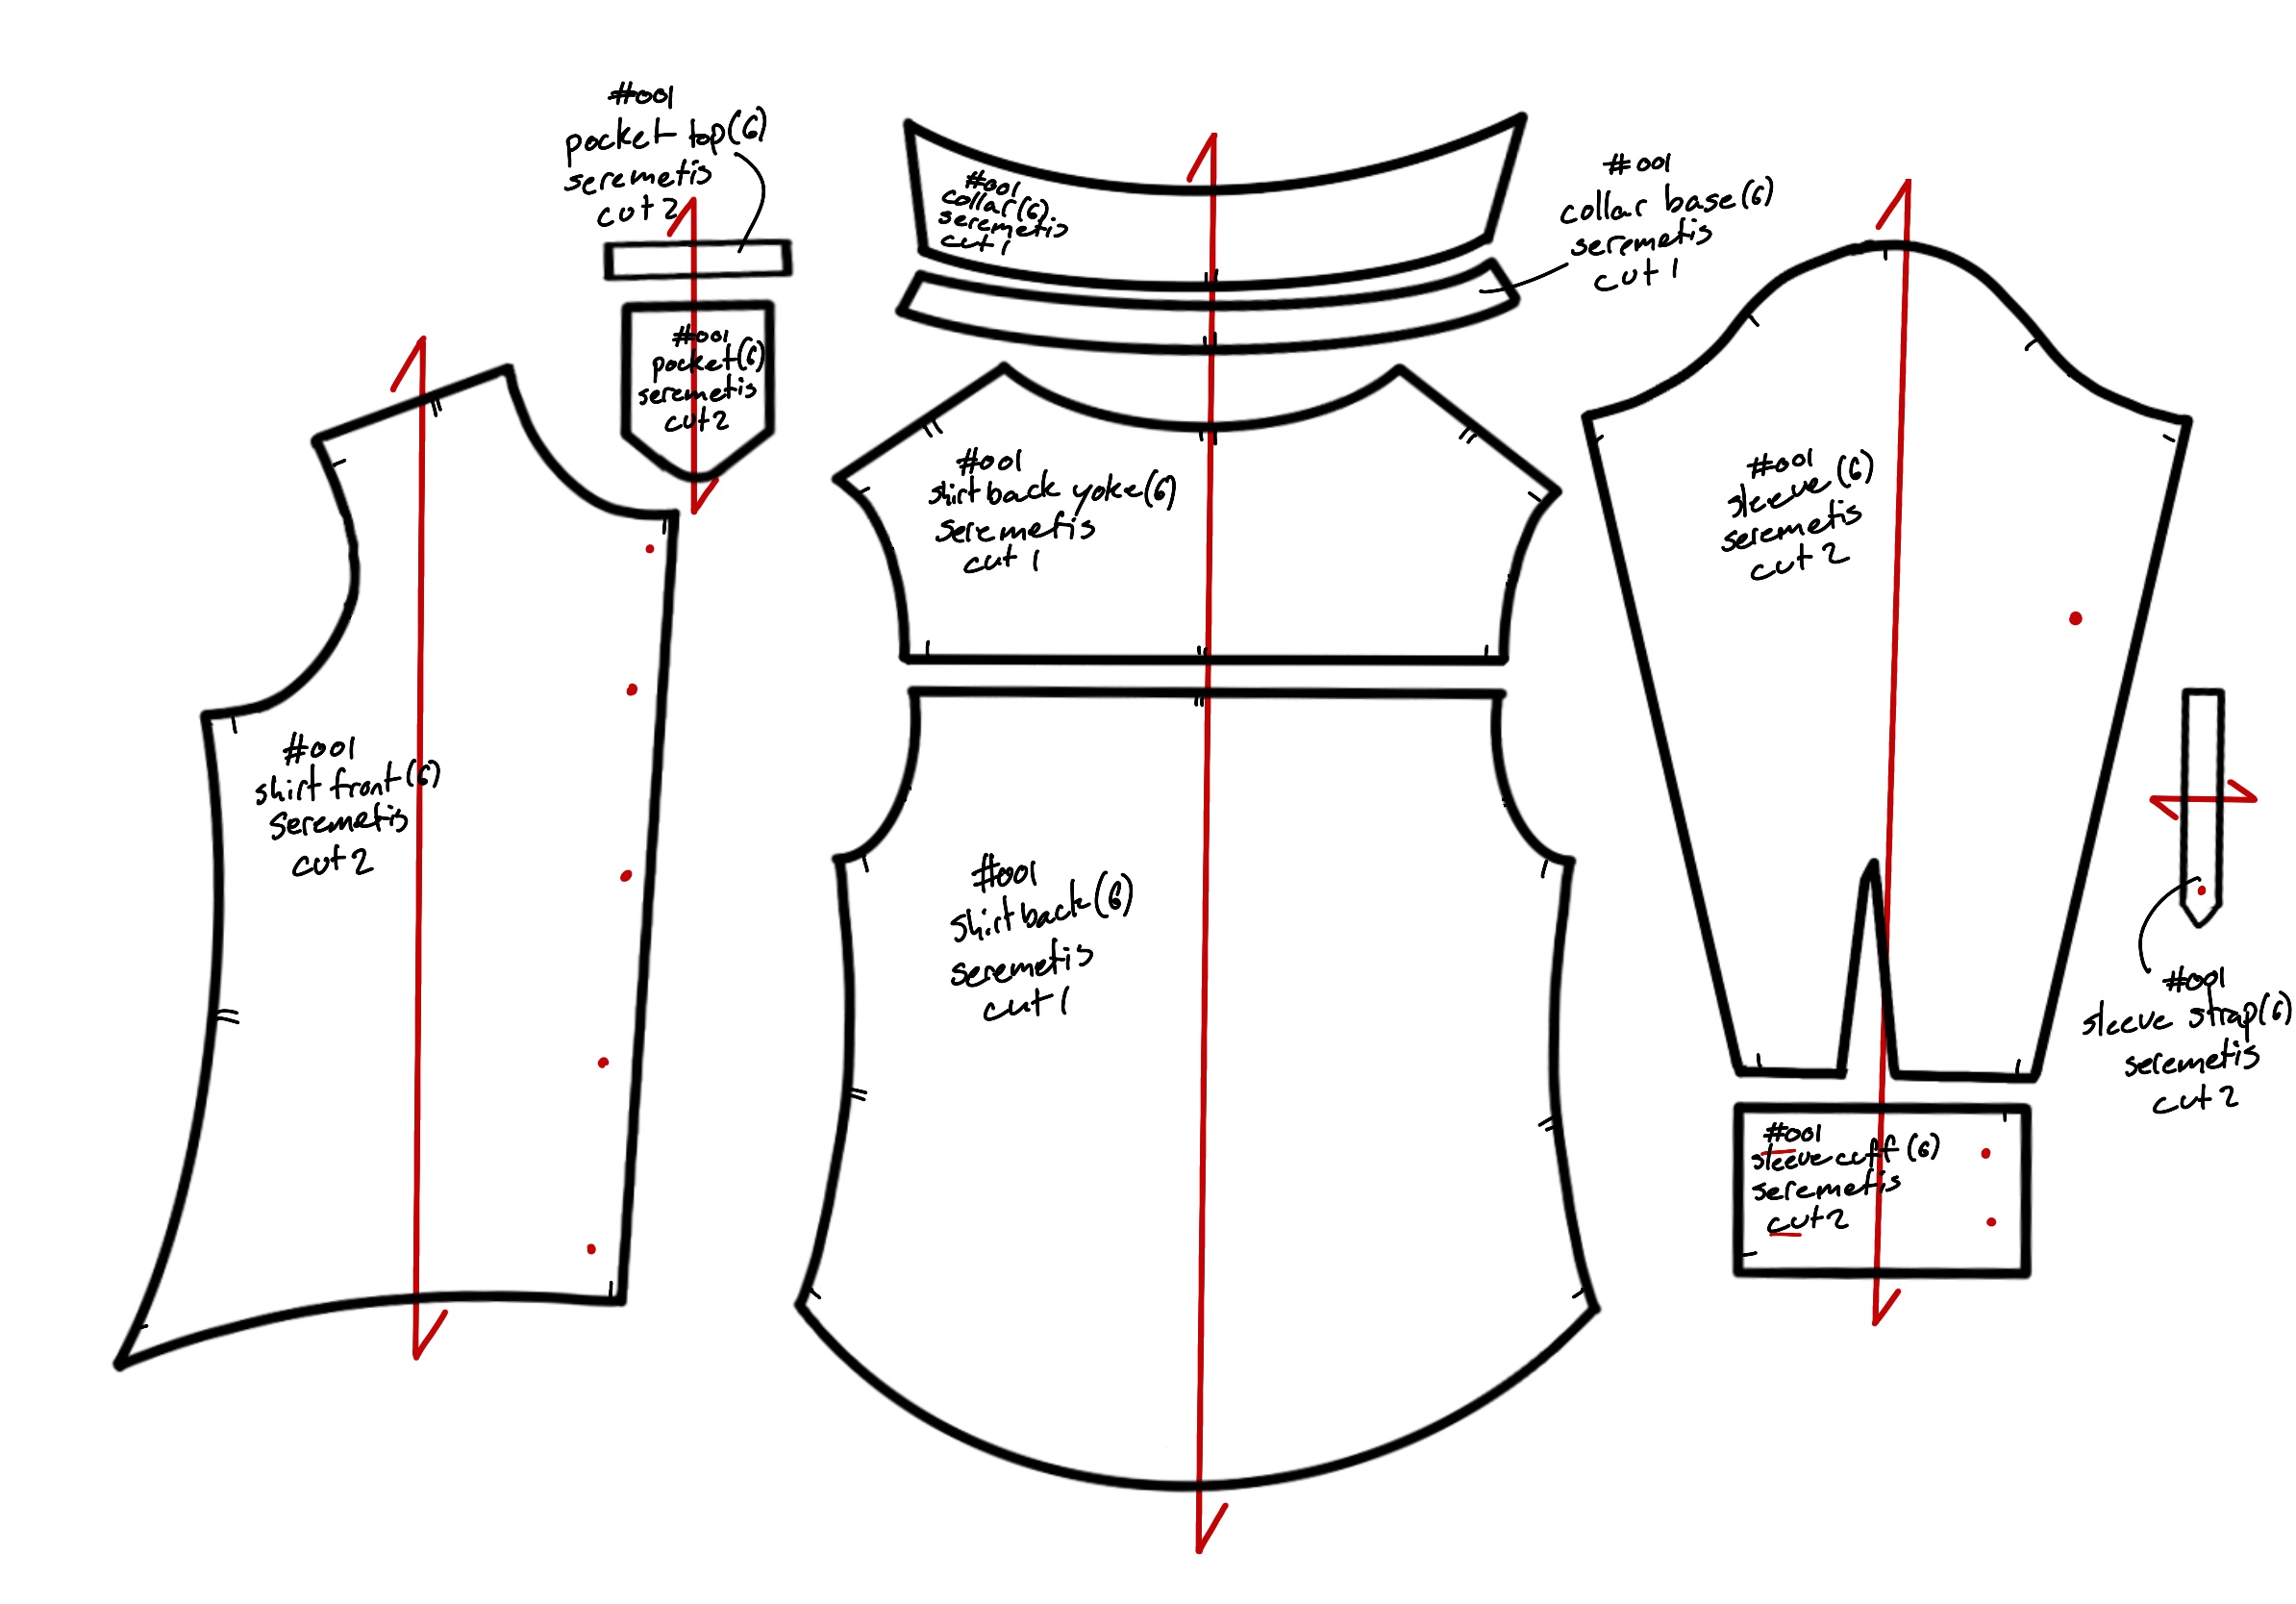 #001
pocket top(6)
seremetis
cut 2
#001
pocket(6)
seremetis
cut 2
#001
shirt front(6)
seremetis
cut 2
#001
collar(6)
seremetis
cut 1
#001
collar base(6)
seremetis
cut 1
#001
shirt back yoke(6)
seremetis
cut 1
#001
shirt back(6)
seremetis
cut 1
#001
sleeve(6)
seremetis
cut 2
#001
sleeve strap(6)
seremetis
cut 2
#001
sleeve cuff(6)
seremetis
cut 2